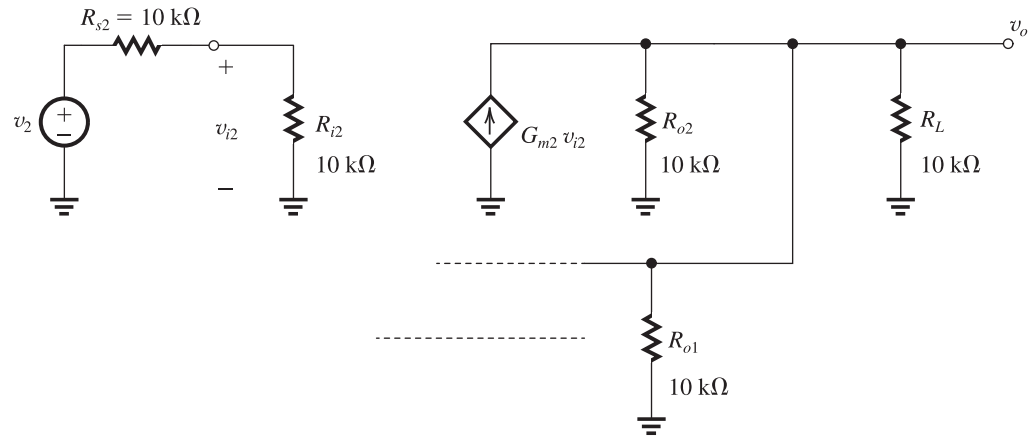 R_{s2} = 10 kΩ
v_o
+
v_2
+
−
v_{i2}
−
R_{i2}
10 kΩ
G_{m2} v_{i2}
R_{o2}
10 kΩ
R_L
10 kΩ
R_{o1}
10 kΩ